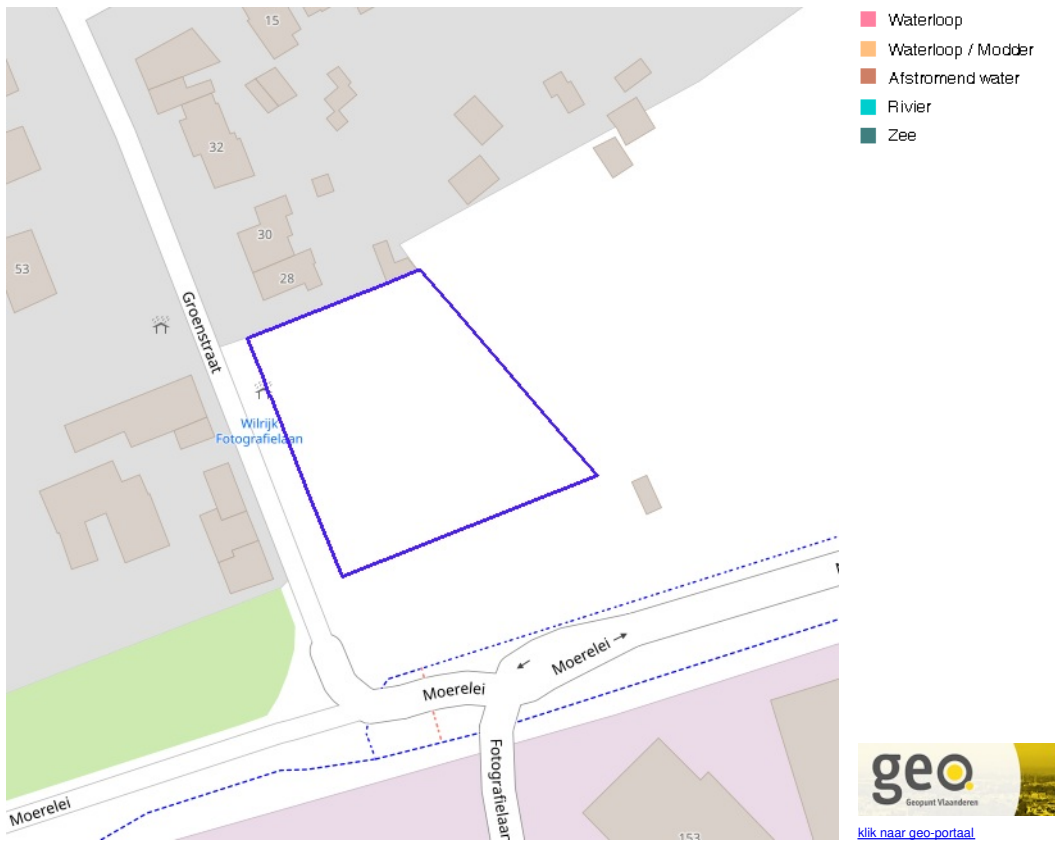 15
32
30
28
53
Groenstraat
Wilrijk
Fotografielaan
Moerelei
Moerelei
Moerelei
Fotografielaan
153
Waterloop
Waterloop / Modder
Afstromend water
Rivier
Zee
geo
Geopunt Vlaanderen
klik naar geo-portaal